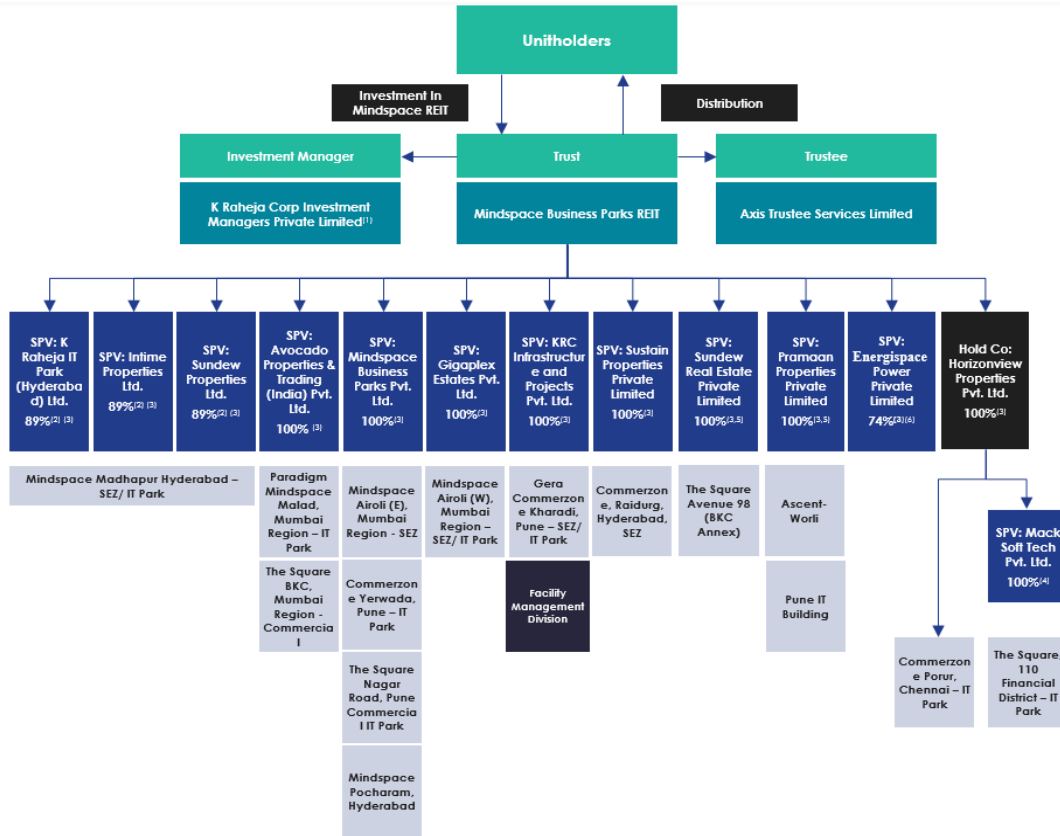 Unitholders
Investment In
Mindspace REIT
Distribution
Investment Manager
Trust
Trustee
K Raheja Corp Investment
Managers Private Limited(1)
Mindspace Business Parks REIT
Axis Trustee Services Limited
SPV: K
Raheja IT
Park
(Hyderaba
d) Ltd.
89%(2) (3)
SPV: Intime
Properties
Ltd.
89%(2) (3)
SPV:
Sundew
Properties
Ltd.
89%(2) (3)
SPV:
Avocado
Properties &
Trading
(India) Pvt.
Ltd.
100% (3)
SPV:
Mindspace
Business
Parks Pvt.
Ltd.
100%(3)
SPV:
Gigaplex
Estates Pvt.
Ltd.
100%(3)
SPV: KRC
Infrastructur
e and
Projects Pvt.
Ltd.
100%(3)
SPV: Sustain
Properties
Private
Limited
100%(3)
SPV:
Sundew
Real Estate
Private
Limited
100%(3,5)
SPV:
Pramaan
Properties
Private
Limited
100%(3,5)
SPV:
Energispace
Power
Private
Limited
74%(3)(6)
Hold Co:
Horizonview
Properties
Pvt. Ltd.
100%(3)
Mindspace Madhapur Hyderabad –
SEZ/ IT Park
Paradigm
Mindspace
Malad,
Mumbai
Region – IT
Park
Mindspace
Airoli (E),
Mumbai
Region - SEZ
Mindspace
Airoli (W),
Mumbai
Region –
SEZ/ IT Park
Gera
Commerzon
e Kharadi,
Pune – SEZ/
IT Park
Commerzon
e, Raidurg,
Hyderabad,
SEZ
The Square
Avenue 98
(BKC
Annex)
Ascent-
Worli
SPV: Mack
Soft Tech
Pvt. Ltd.
100%(4)
The Square
BKC,
Mumbai
Region -
Commercia
l
Commerzon
e Yerwada,
Pune – IT
Park
Facility
Management
Division
Pune IT
Building
The Square
Nagar
Road, Pune
Commercia
l IT Park
Commerzon
e Porur,
Chennai – IT
Park
The Square,
110
Financial
District – IT
Park
Mindspace
Pocharam,
Hyderabad